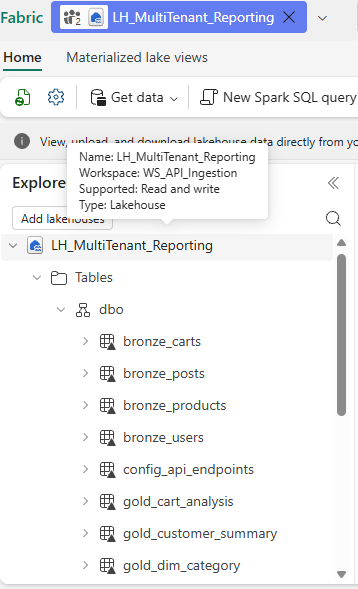 Fabric
2 LH_MultiTenant_Reporting
Home Materialized lake views
Get data New Spark SQL query
View, upload, and download lakehouse data directly from yo
Name: LH_MultiTenant_Reporting
Workspace: WS_API_Ingestion
Supported: Read and write
Type: Lakehouse
Explore
Add lakehouses
LH_MultiTenant_Reporting
Tables
dbo
bronze_carts
bronze_posts
bronze_products
bronze_users
config_api_endpoints
gold_cart_analysis
gold_customer_summary
gold_dim_category